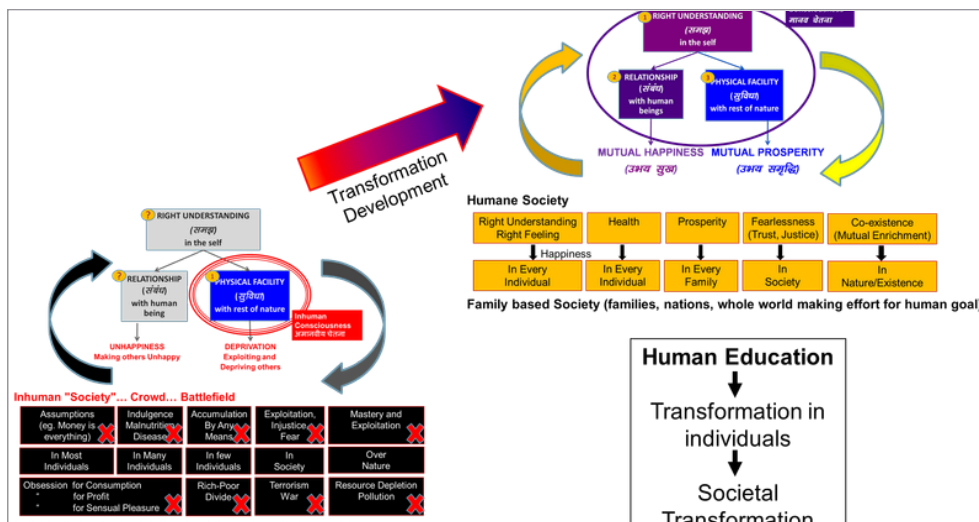 1
RIGHT UNDERSTANDING
(समझ)
in the self
मानव चेतना
2
RELATIONSHIP
(संबंध)
with human
beings
3
PHYSICAL FACILITY
(सुविधा)
with rest of nature
MUTUAL HAPPINESS
(उभय सुख)
MUTUAL PROSPERITY
(उभय समृद्धि)
Transformation
Development
Humane Society
Right Understanding
Right Feeling
Health
Prosperity
Fearlessness
(Trust, Justice)
Co-existence
(Mutual Enrichment)
Happiness
In Every
Individual
In Every
Individual
In Every
Family
In
Society
In
Nature/Existence
Family based Society (families, nations, whole world making effort for human goal)
?
RIGHT UNDERSTANDING
(समझ)
in the self
?
RELATIONSHIP
(संबंध)
with human
being
1
PHYSICAL FACILITY
(सुविधा)
with rest of nature
Inhuman
Consciousness
अमानवीय चेतना
UNHAPPINESS
Making others Unhappy
DEPRIVATION
Exploiting and
Depriving others
Inhuman "Society"... Crowd... Battlefield
Assumptions
(eg. Money is
everything)
Indulgence
Malnutrition
Disease
Accumulation
By Any
Means
Exploitation,
Injustice,
Fear
Mastery and
Exploitation
In Most
Individuals
In Many
Individuals
In few
Individuals
In
Society
Over
Nature
Obsession for Consumption
" for Profit
" for Sensual Pleasure
Rich-Poor
Divide
Terrorism
War
Resource Depletion
Pollution
Human Education
Transformation in
individuals
Societal
Transformation